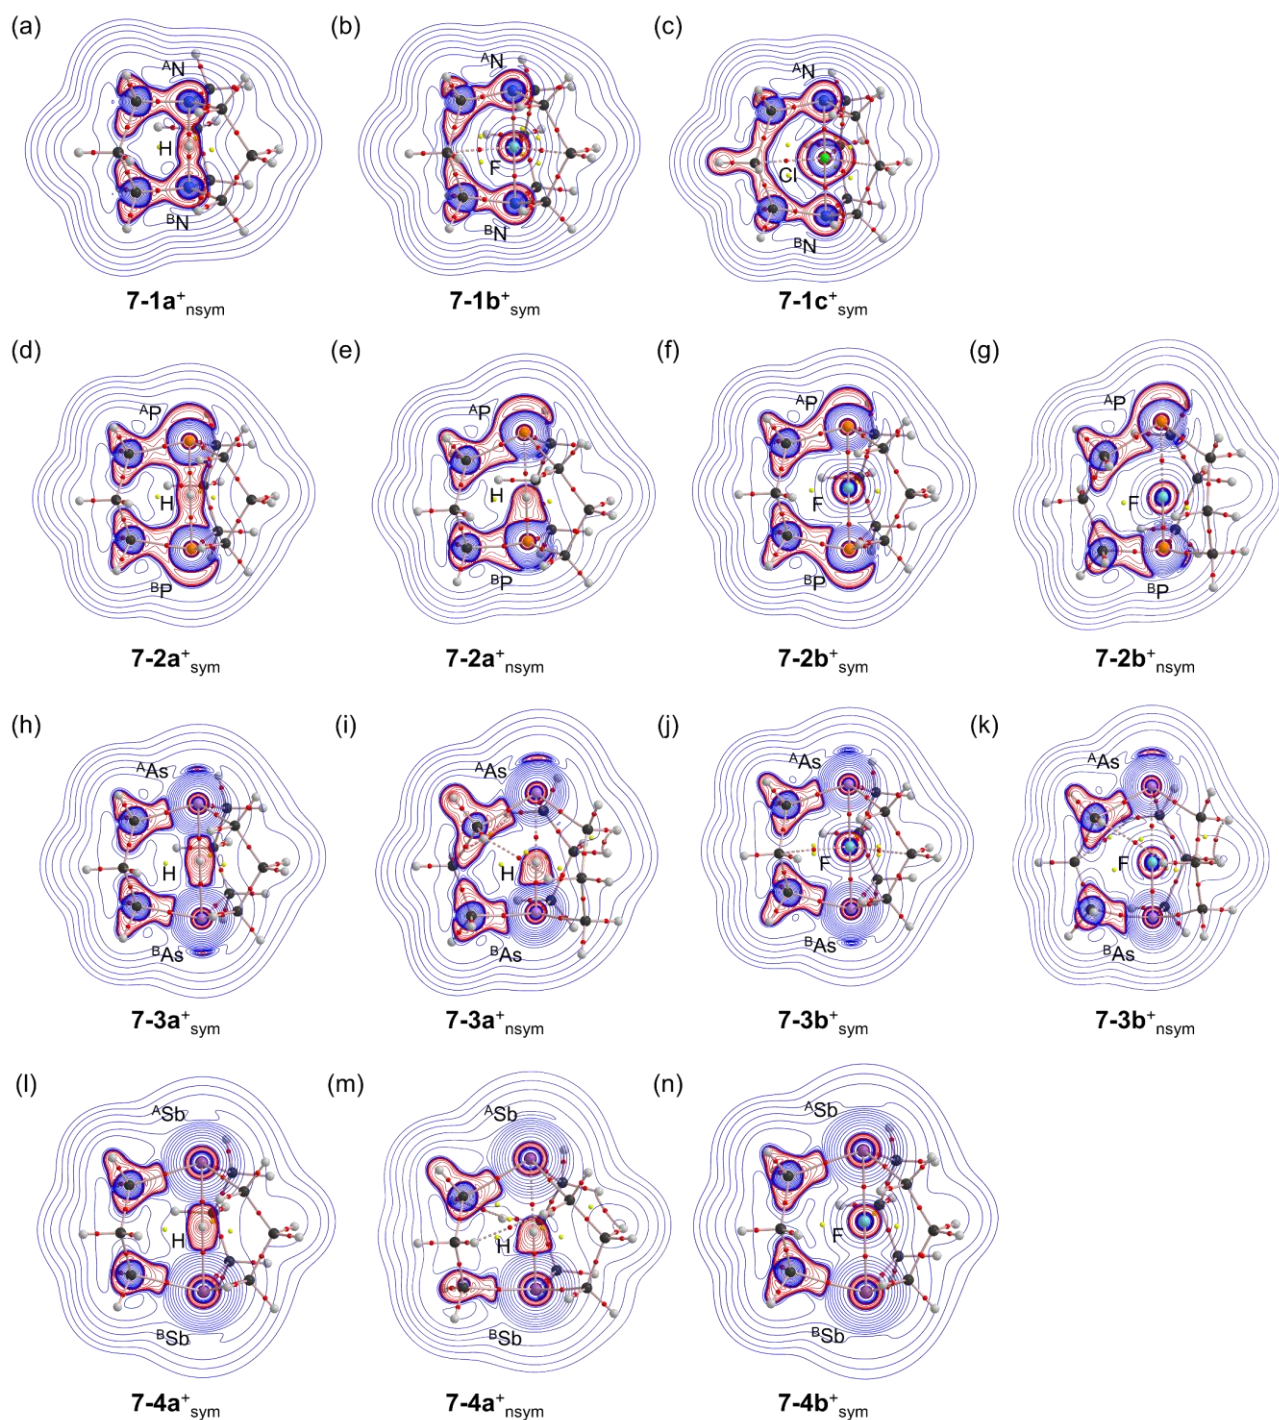 (a) (b) (c)
ᴬN ᴬN ᴬN
H F Cl
ᴮN ᴮN ᴮN
7-1a⁺nsym 7-1b⁺sym 7-1c⁺sym
(d) (e) (f) (g)
ᴬP ᴬP ᴬP ᴬP
H H F F
ᴮP ᴮP ᴮP ᴮP
7-2a⁺sym 7-2a⁺nsym 7-2b⁺sym 7-2b⁺nsym
(h) (i) (j) (k)
ᴬAs ᴬAs ᴬAs ᴬAs
H H F F
ᴮAs ᴮAs ᴮAs ᴮAs
7-3a⁺sym 7-3a⁺nsym 7-3b⁺sym 7-3b⁺nsym
(l) (m) (n)
ᴬSb ᴬSb ᴬSb
H H F
ᴮSb ᴮSb ᴮSb
7-4a⁺sym 7-4a⁺nsym 7-4b⁺sym